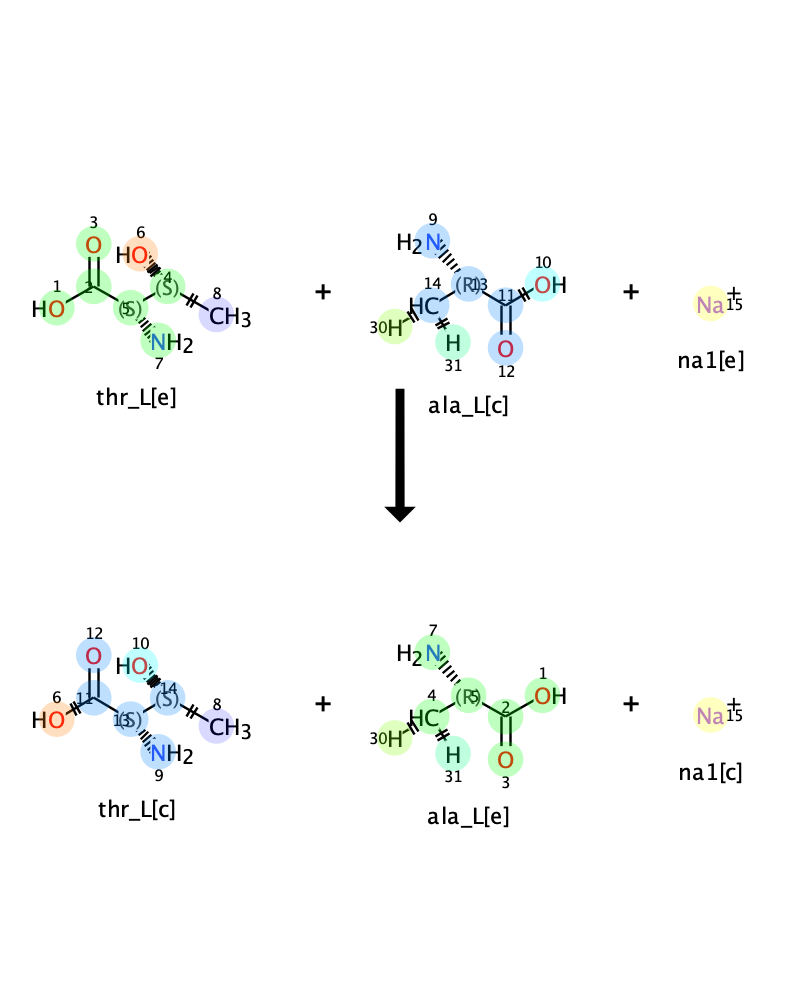 3 6 9 10
O HO H2N OH
1 2 4 8 14 (R)13 11 + + Na+ 15
HO (S) 5 (S) CH3 HC
30H H O
NH2 31 12
7
na1[e]
thr_L[e] ala_L[c]
12 10 7 1
O HO H2N OH
6 11 14 8 4 (R)5 2 + + Na+ 15
HO 13(S) (S) CH3 HC
30H H O
NH2 31 3
9
na1[c]
thr_L[c] ala_L[e]